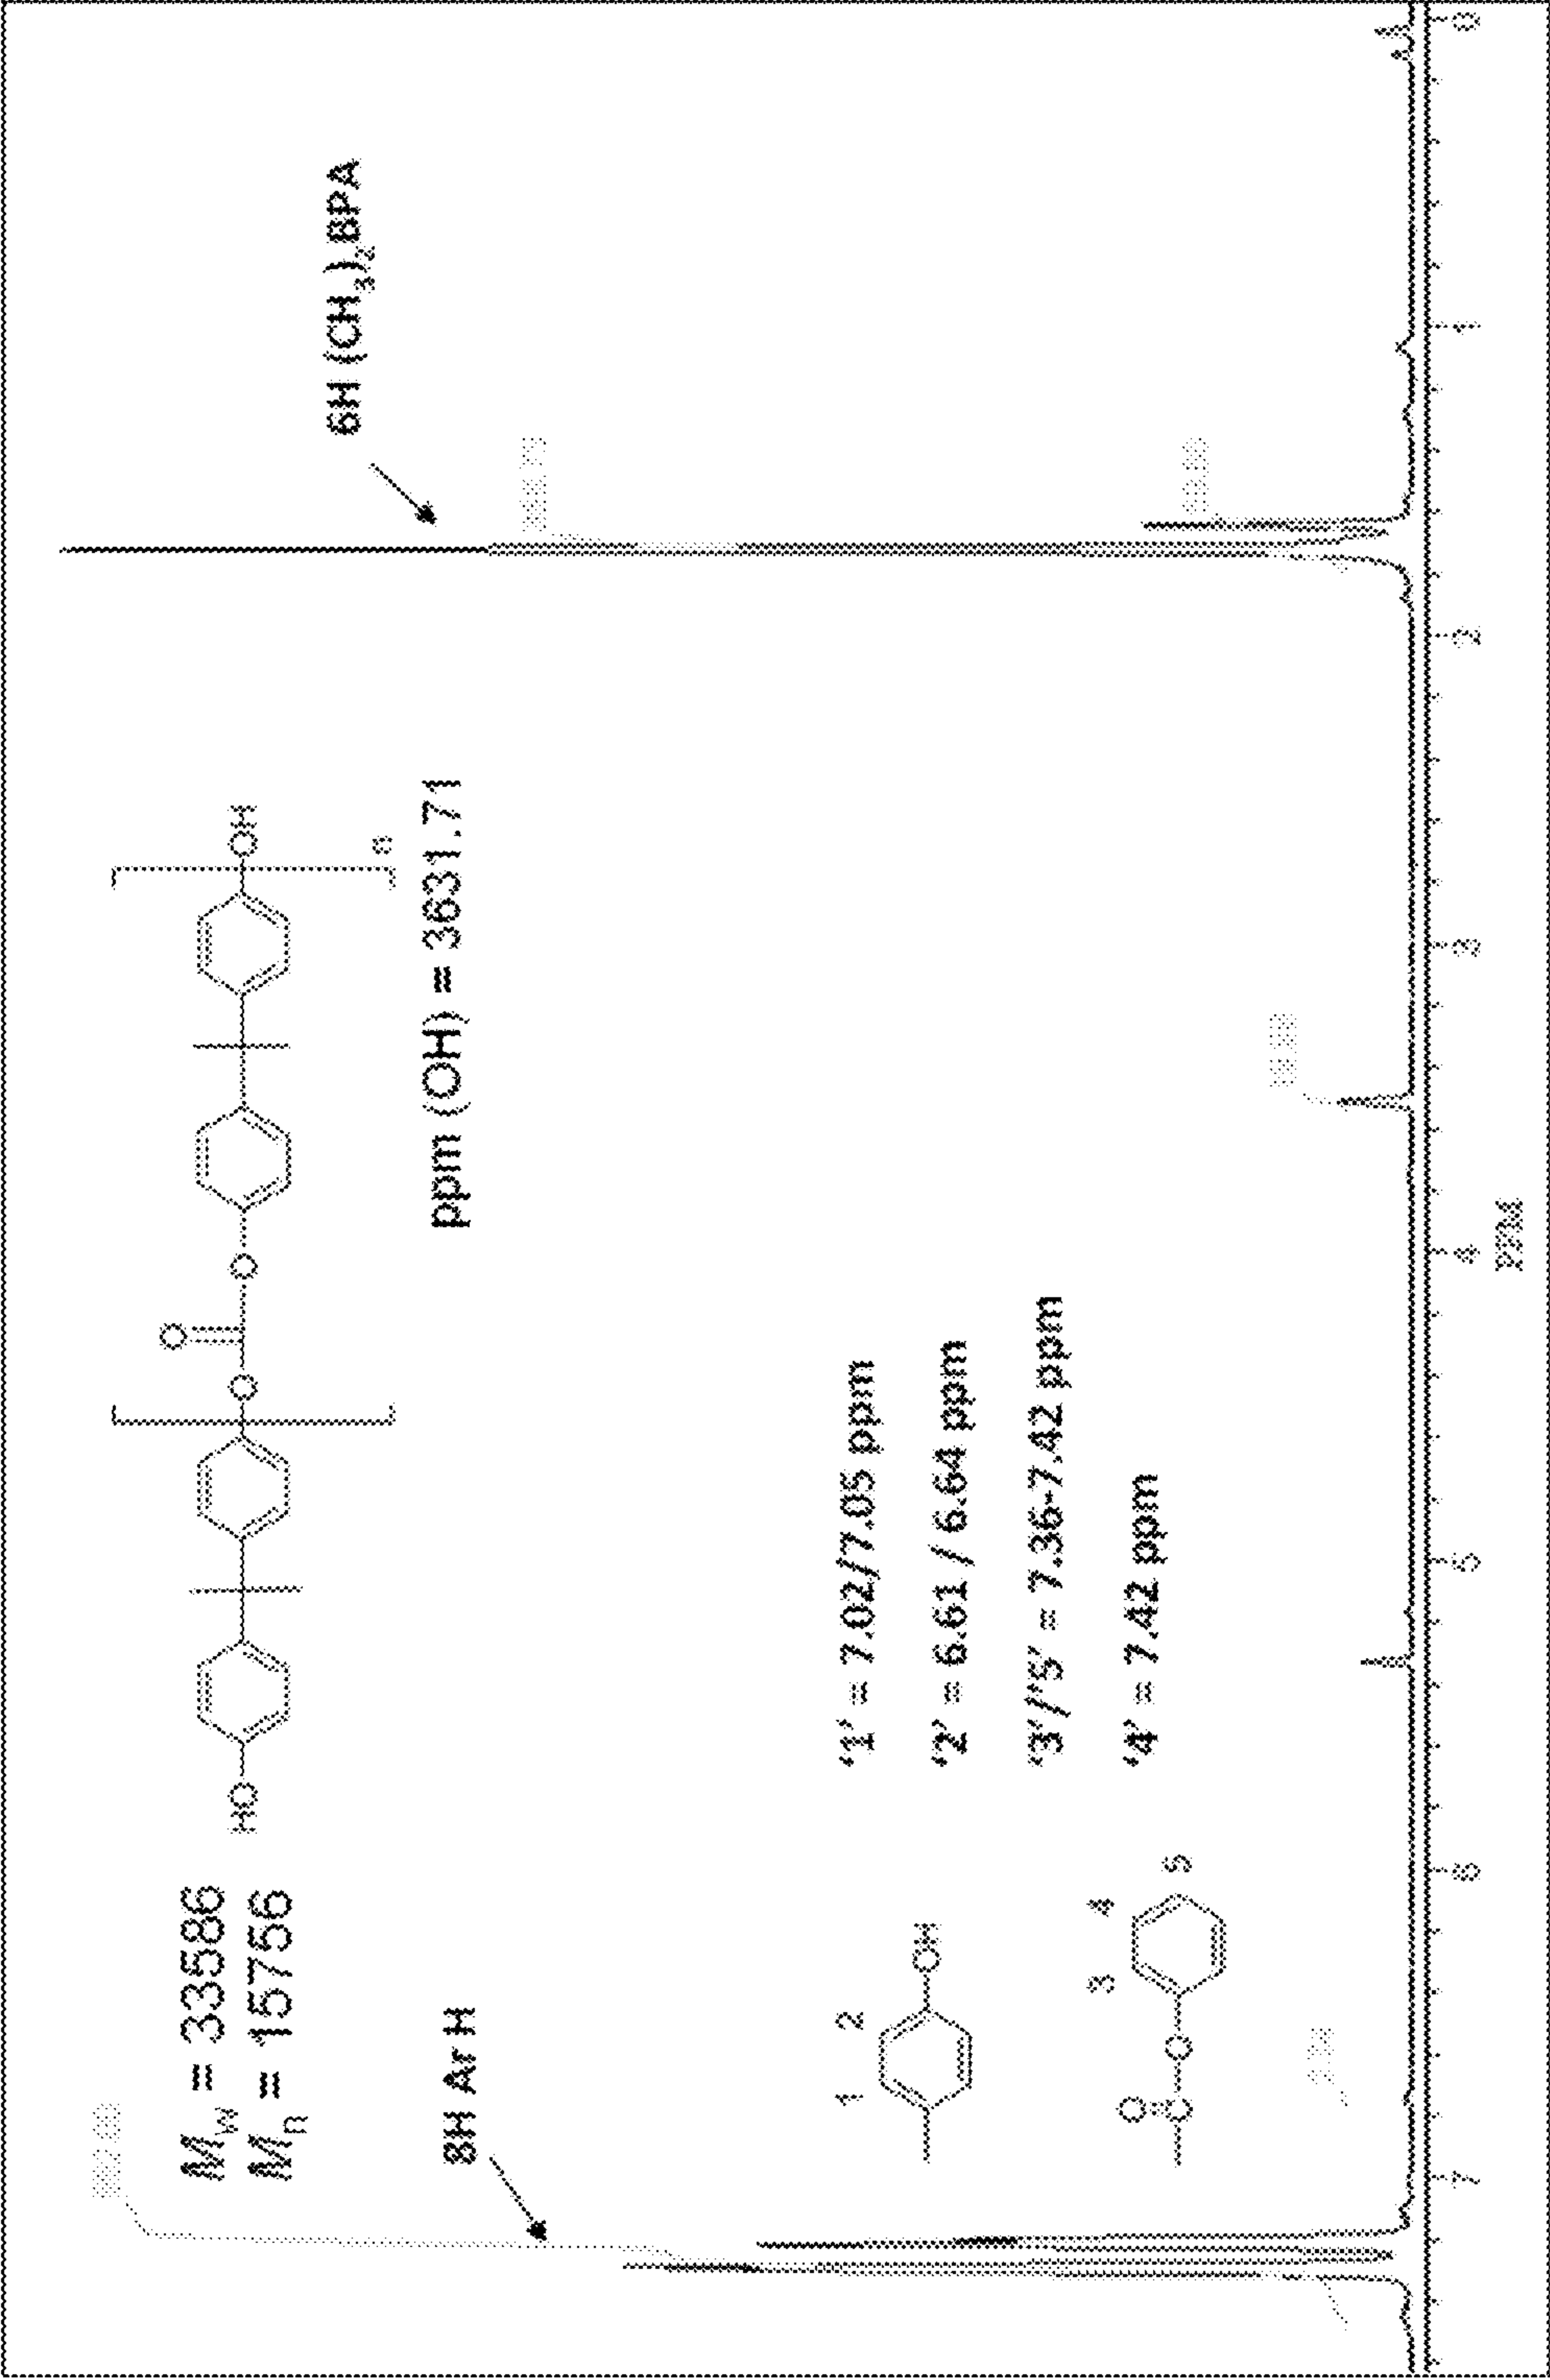 M_w = 33586
M_n = 15756
HO
O
O
O
OH
n
ppm (OH) = 3631.71
6H (CH₃)₂ BPA
8H Ar H
1
2
OH
'1' = 7.02/7.05 ppm
'2' = 6.61 / 6.64 ppm
O
C
O
3
4
5
'3'/'5' = 7.36-7.42 ppm
'4' = 7.42 ppm
7
6
5
4
3
2
1
0
PPM